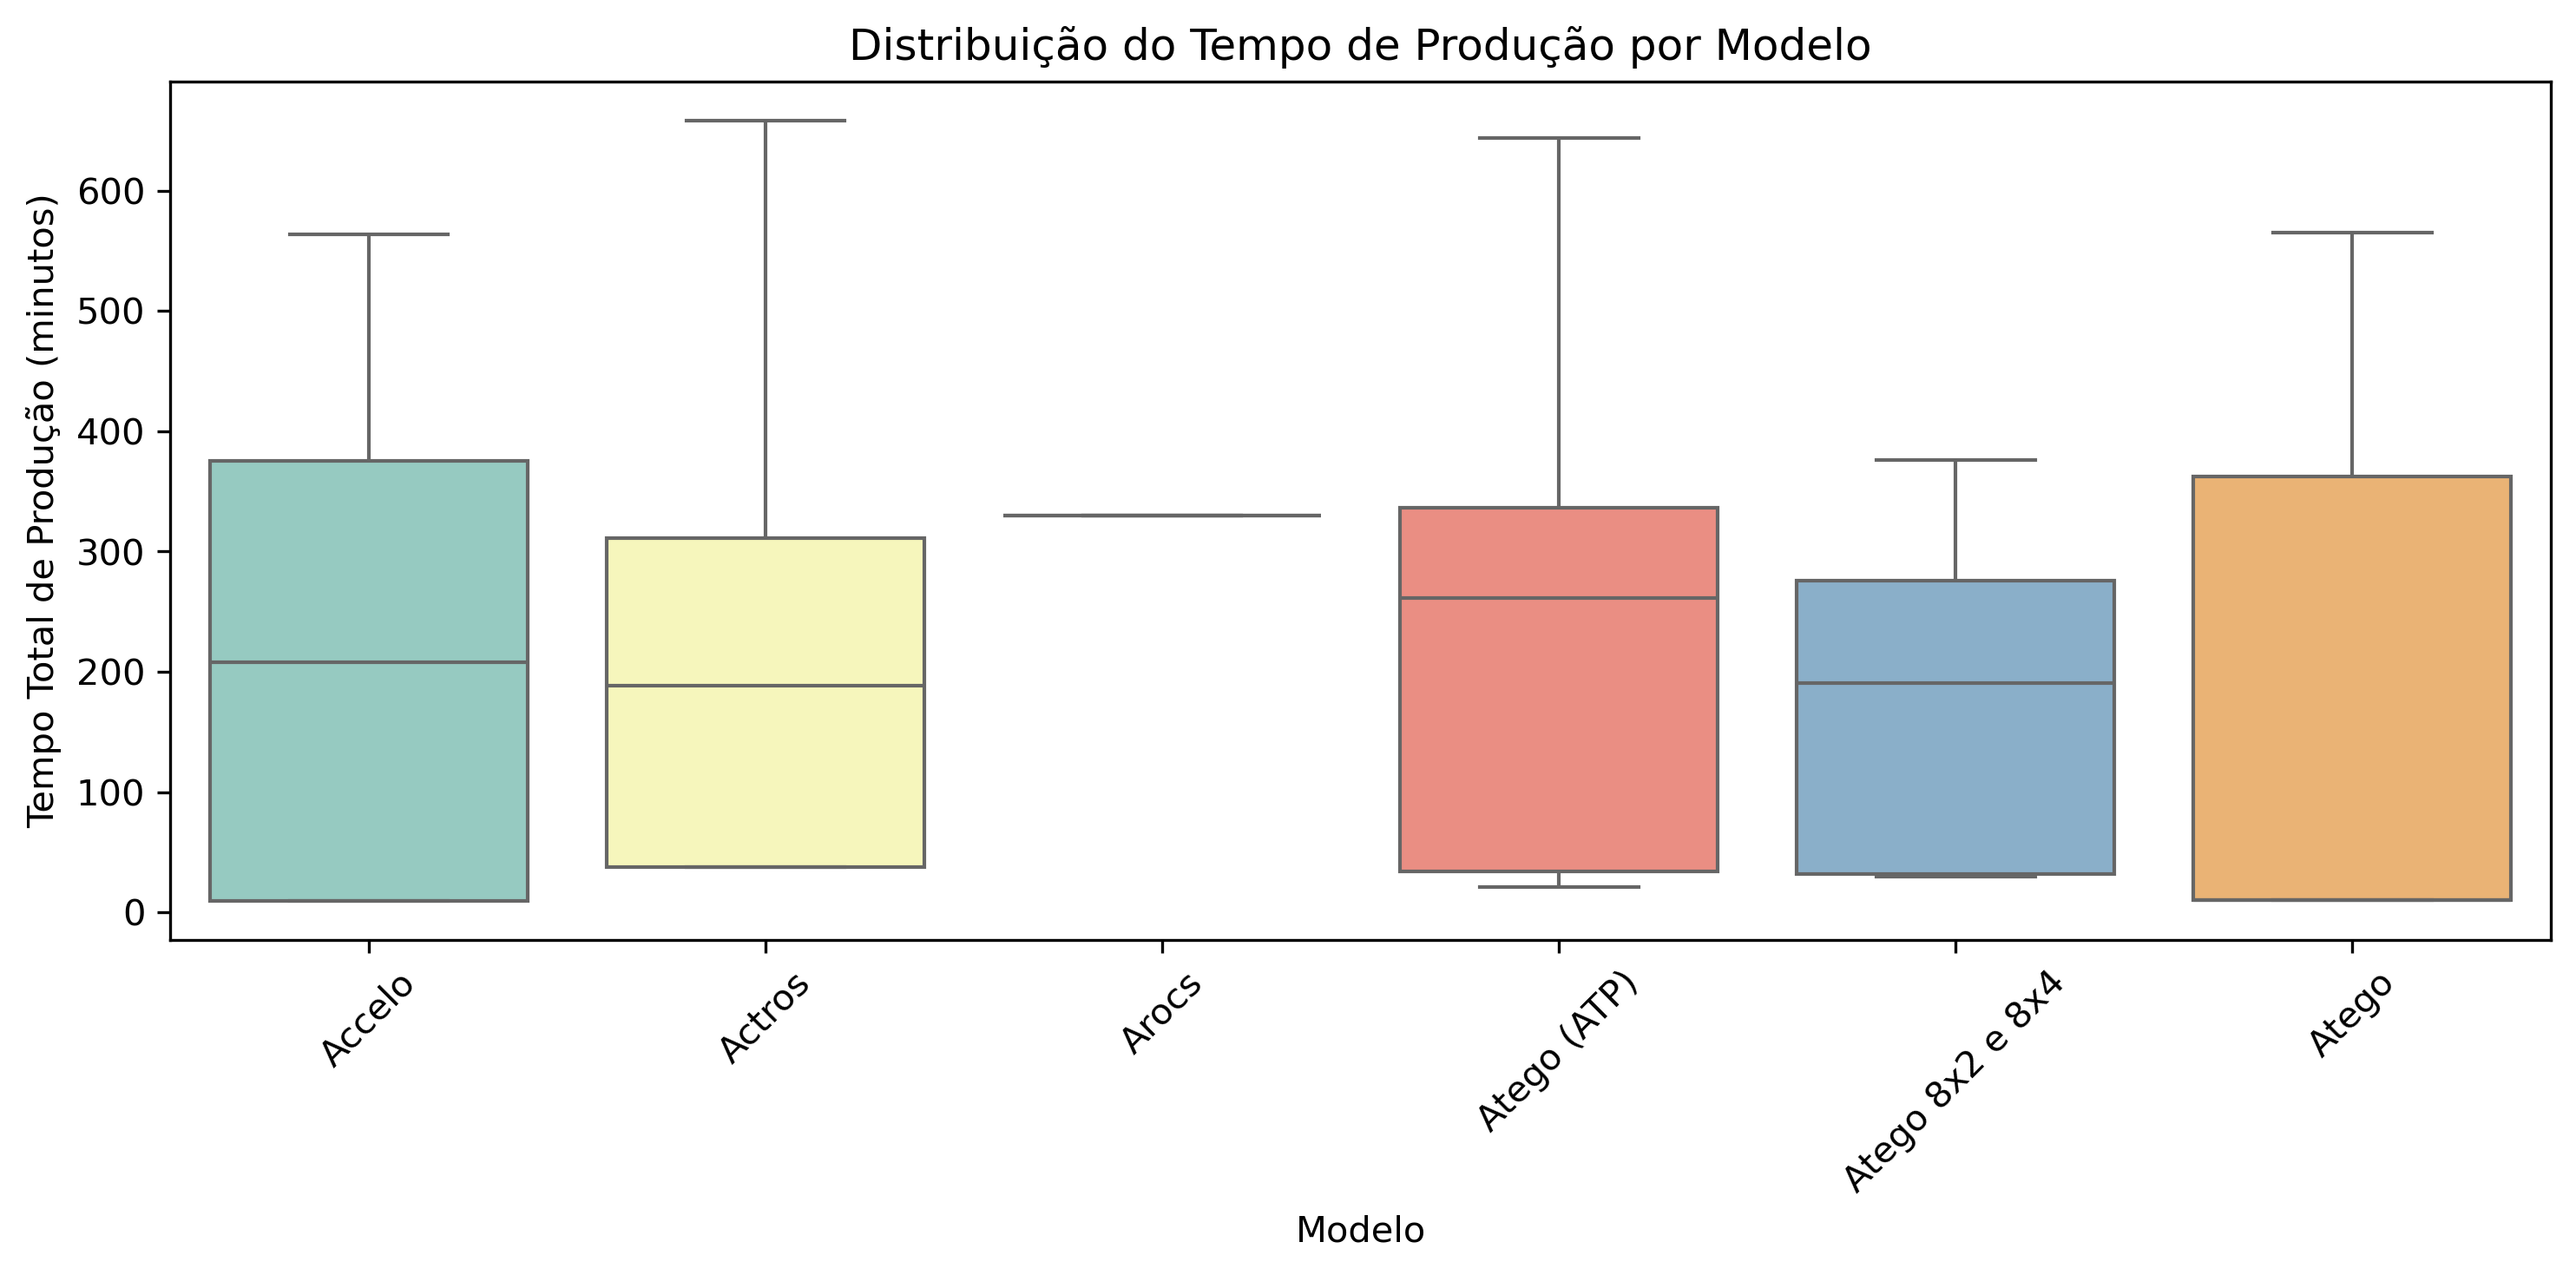 Distribuição do Tempo de Produção por Modelo
Tempo Total de Produção (minutos)
600
500
400
300
200
100
0
Accelo
Actros
Arocs
Atego (ATP)
Atego 8x2 e 8x4
Atego
Modelo